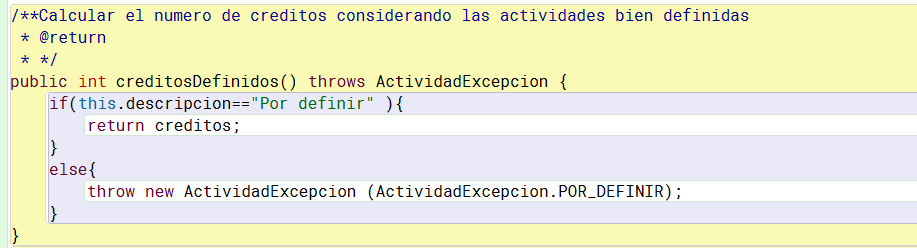 /**Calcular el numero de creditos considerando las actividades bien definidas
 * @return
 * */
public int creditosDefinidos() throws ActividadExcepcion {
    if(this.descripcion=="Por definir" ){
        return creditos;
    }
    else{
        throw new ActividadExcepcion (ActividadExcepcion.POR_DEFINIR);
    }
}